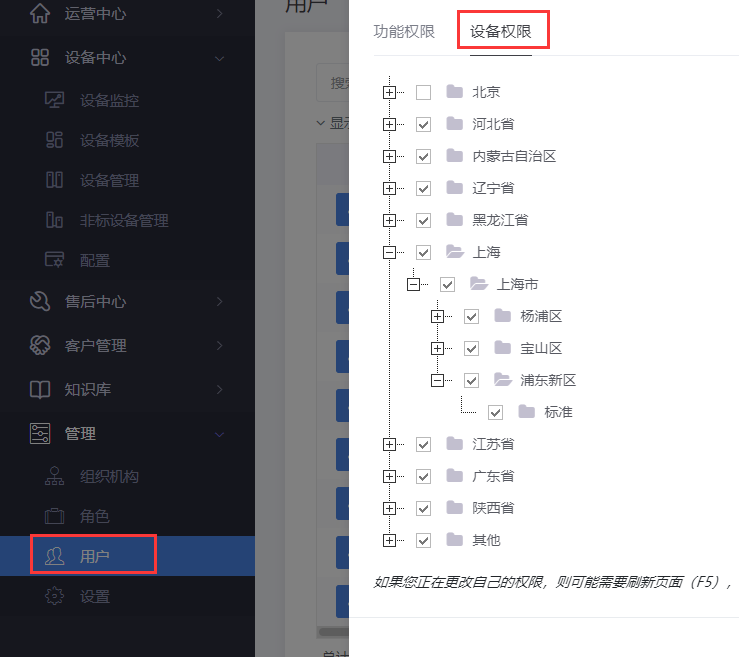 运营中心
设备中心
设备监控
设备模板
设备管理
非标设备管理
配置
售后中心
客户管理
知识库
管理
组织机构
角色
用户
设置
用户
搜索
显示
总计
功能权限
设备权限
北京
河北省
内蒙古自治区
辽宁省
黑龙江省
上海
上海市
杨浦区
宝山区
浦东新区
标准
江苏省
广东省
陕西省
其他
如果您正在更改自己的权限，则可能需要刷新页面（F5），